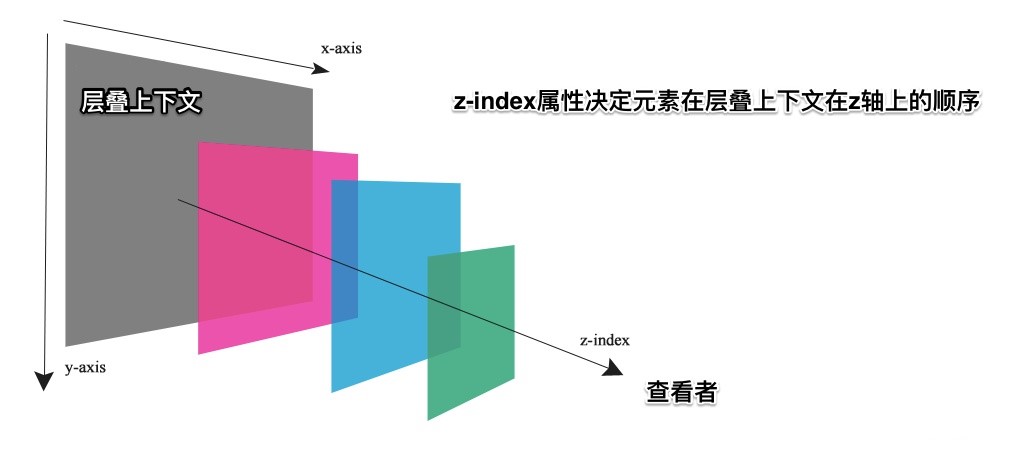 x-axis
层叠上下文
z-index属性决定元素在层叠上下文在z轴上的顺序
z-index
y-axis
查看者